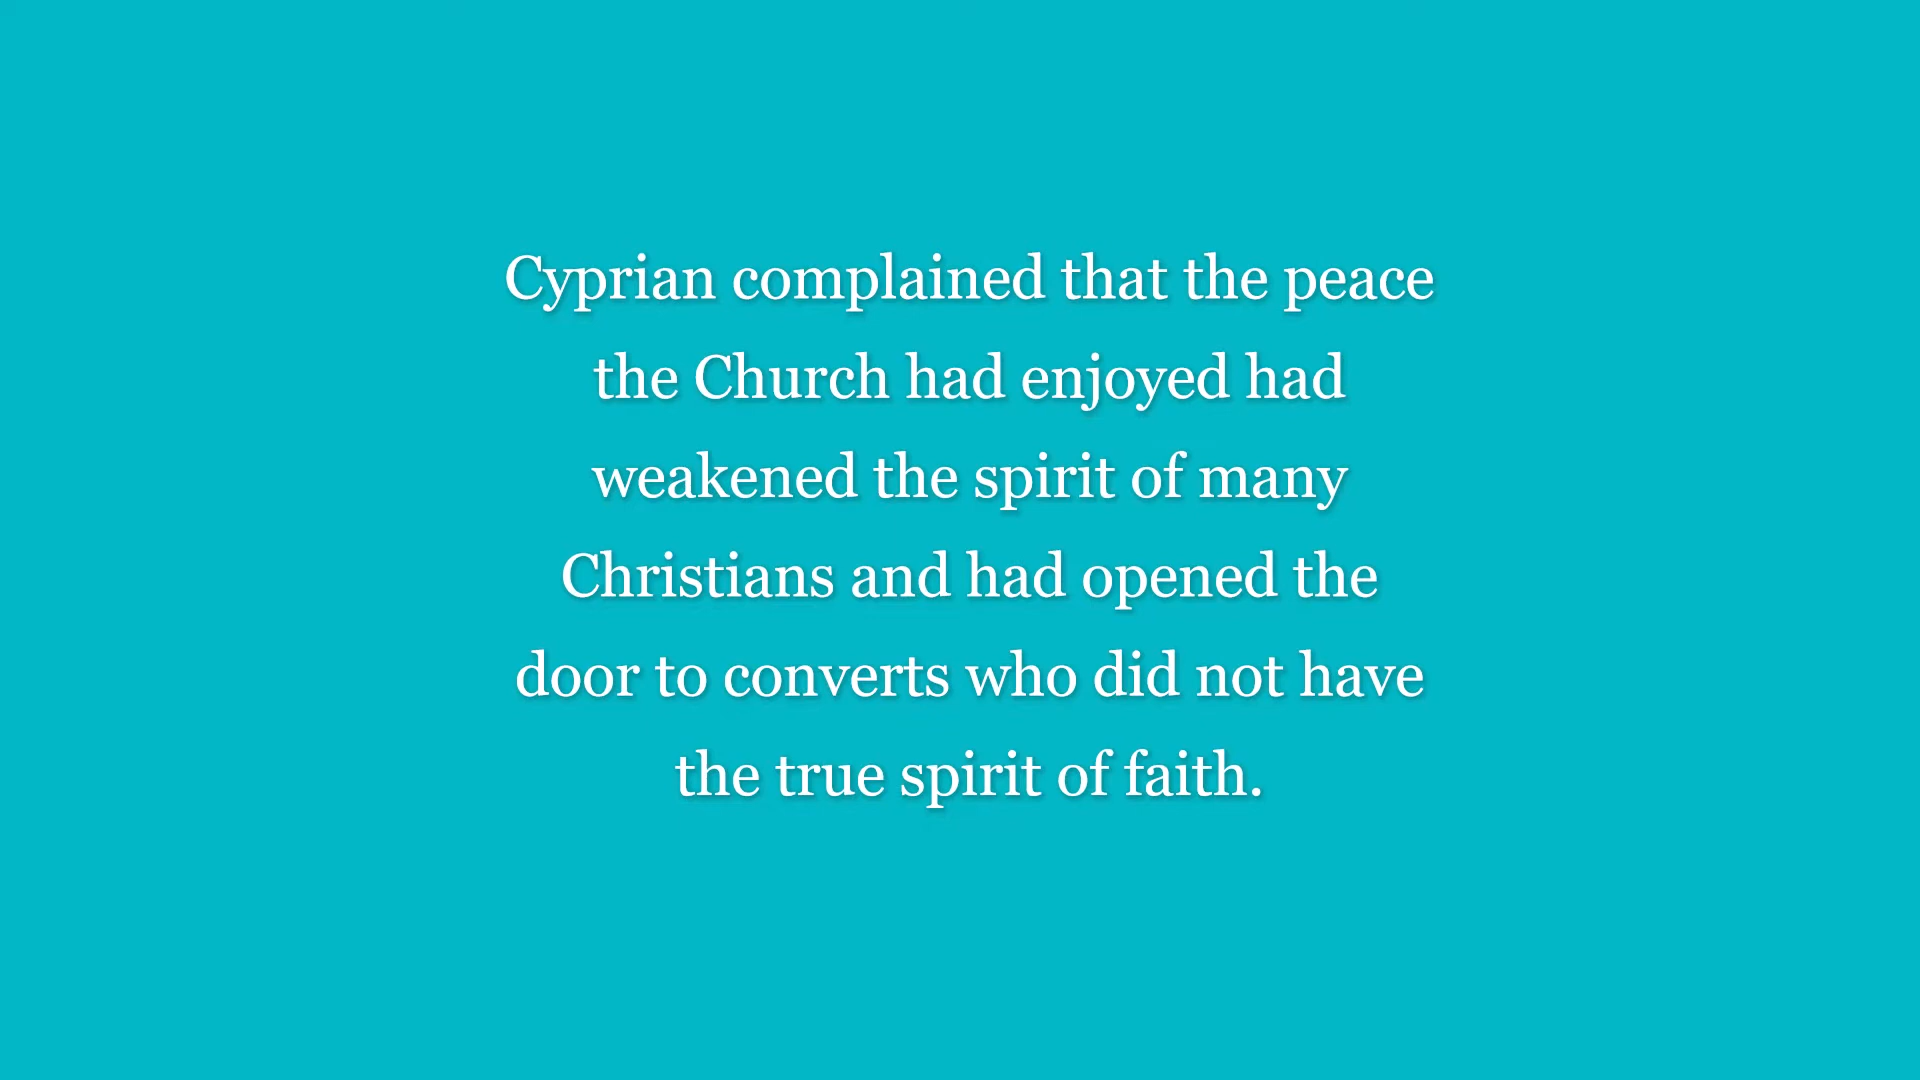 Cyprian complained that the peace
the Church had enjoyed had
weakened the spirit of many
Christians and had opened the
door to converts who did not have
the true spirit of faith.